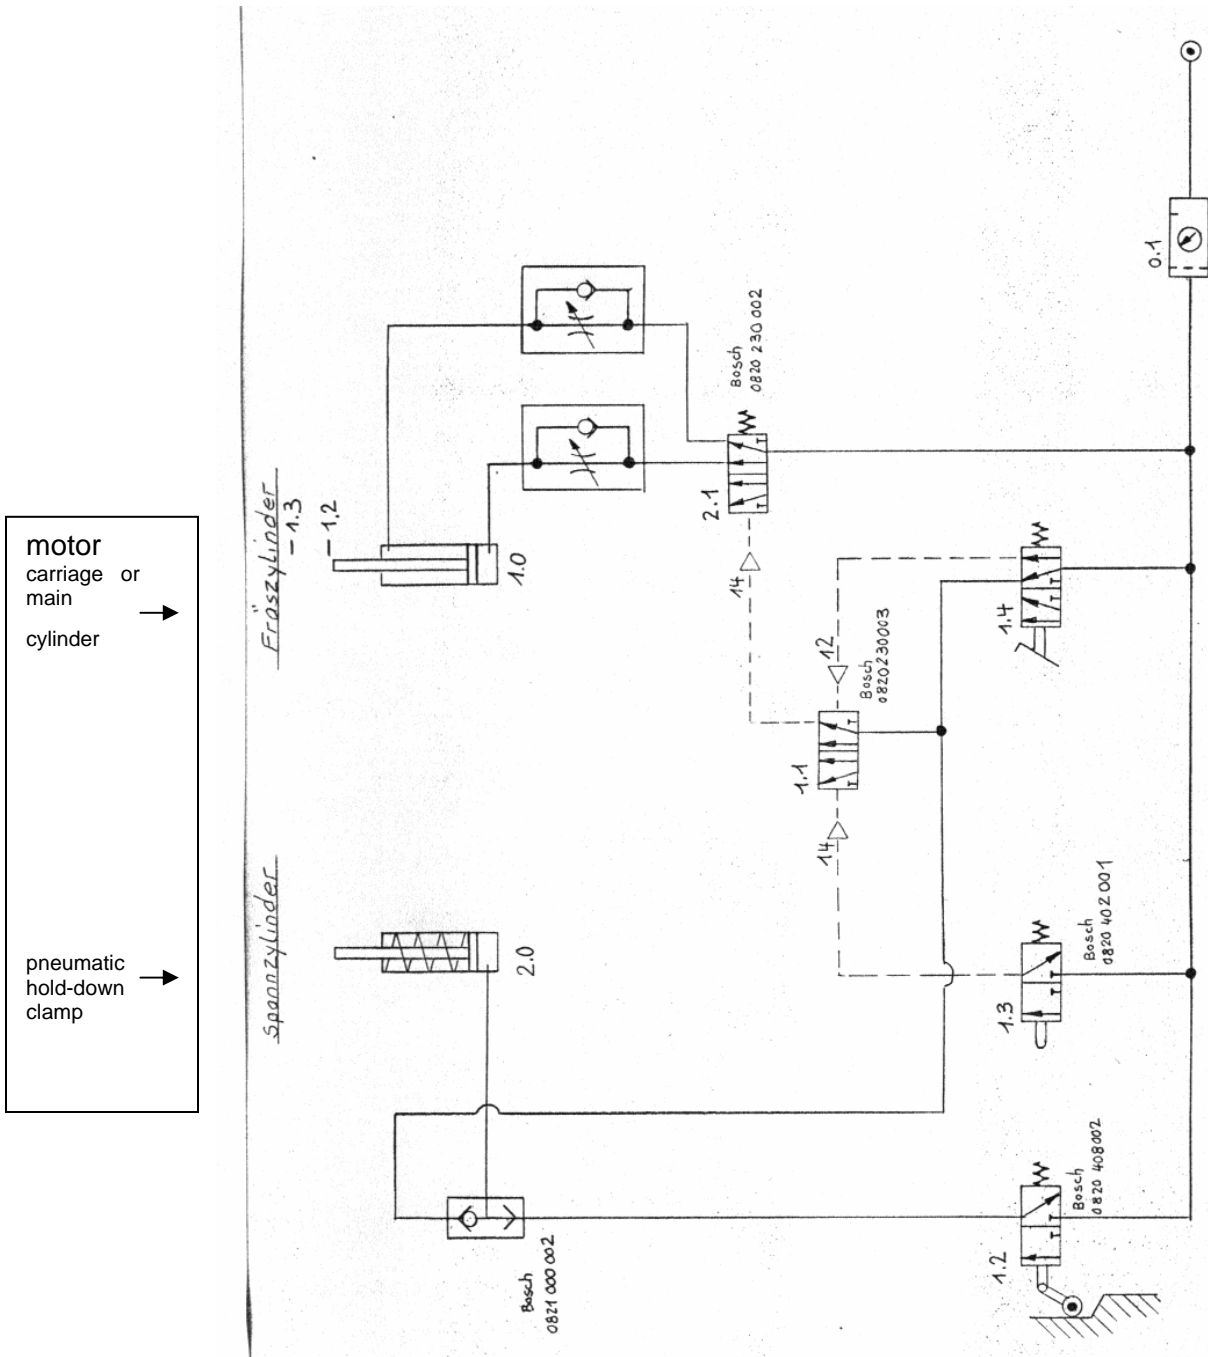 motor
carriage or
main
cylinder
pneumatic
hold-down
clamp
Fräszylinder
- 1.3
- 1.2
1.0
Spannzylinder
2.0
Bosch
0821 000 002
Bosch
0820 230 002
2.1
14
12
Bosch
0820230003
1.1
14
0.1
1.4
1.3
Bosch
0820 402 001
1.2
Bosch
0820 408002